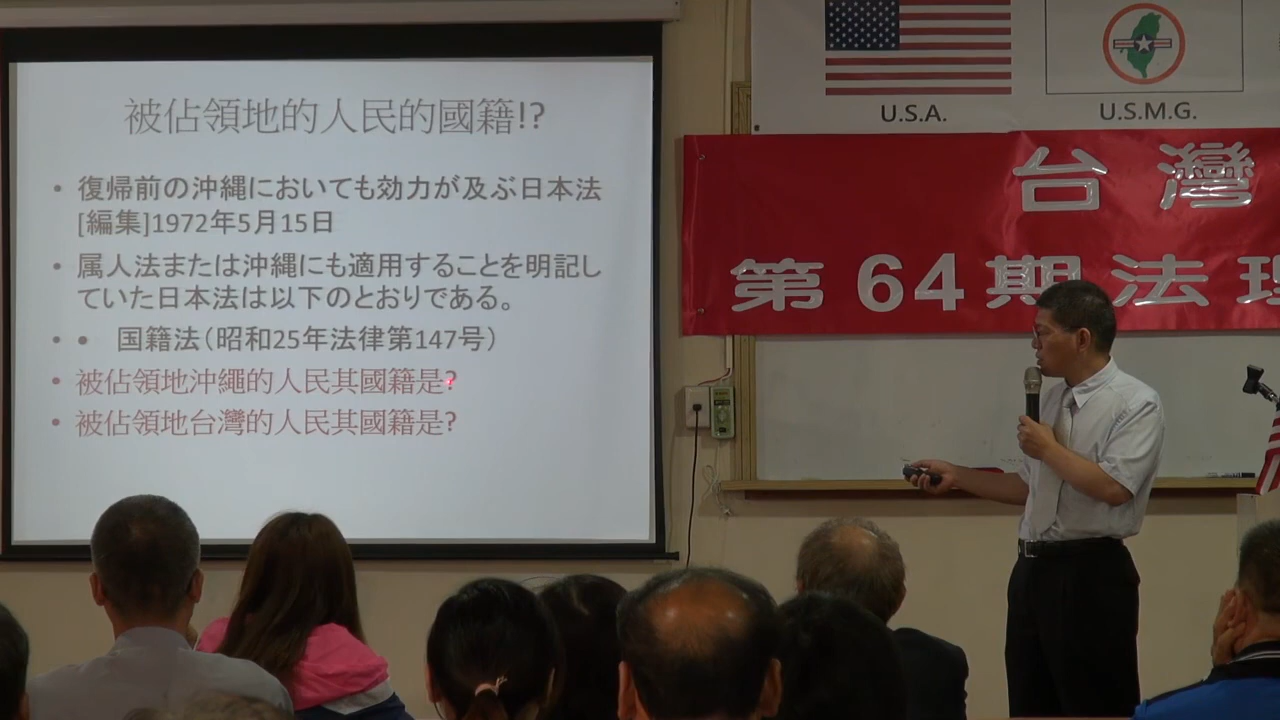 被佔領地的人民的國籍!?
• 復帰前の沖縄においても効力が及ぶ日本法
[編集]1972年5月15日
• 属人法または沖縄にも適用することを明記し
ていた日本法は以下のとおりである。
• • 国籍法(昭和25年法律第147号)
• 被佔領地沖繩的人民其國籍是?
• 被佔領地台灣的人民其國籍是?
U.S.A.
U.S.M.G.
台灣
第64期法理